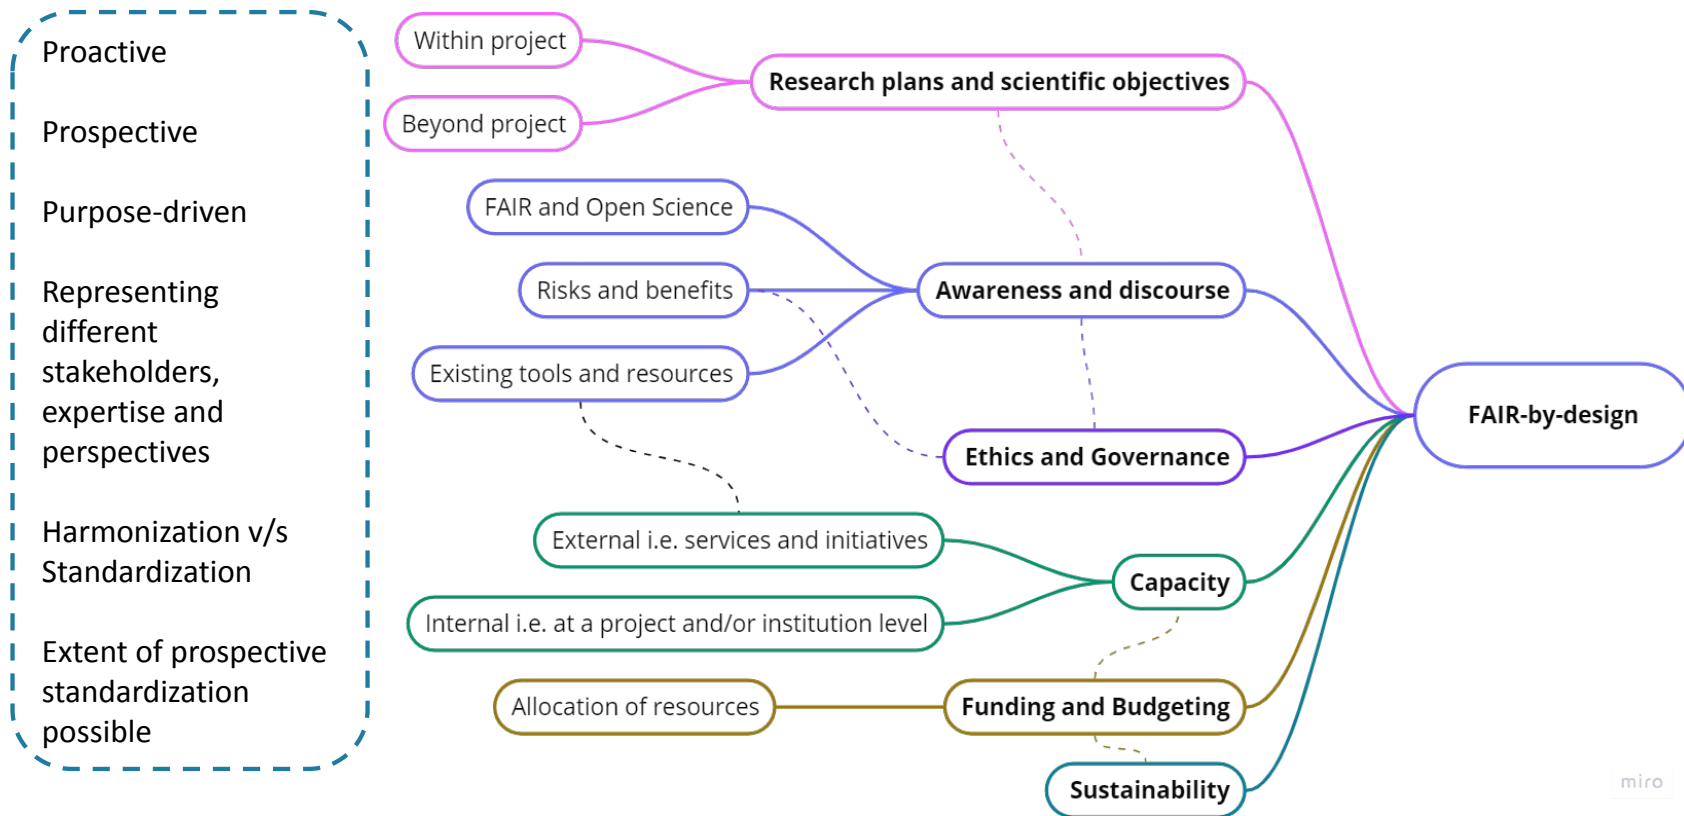 Proactive
Prospective
Purpose-driven
Representing
different
stakeholders,
expertise and
perspectives
Harmonization v/s
Standardization
Extent of prospective
standardization
possible
Within project
Beyond project
Research plans and scientific objectives
FAIR and Open Science
Risks and benefits
Existing tools and resources
Awareness and discourse
Ethics and Governance
External i.e. services and initiatives
Internal i.e. at a project and/or institution level
Capacity
Allocation of resources
Funding and Budgeting
Sustainability
FAIR-by-design
miro